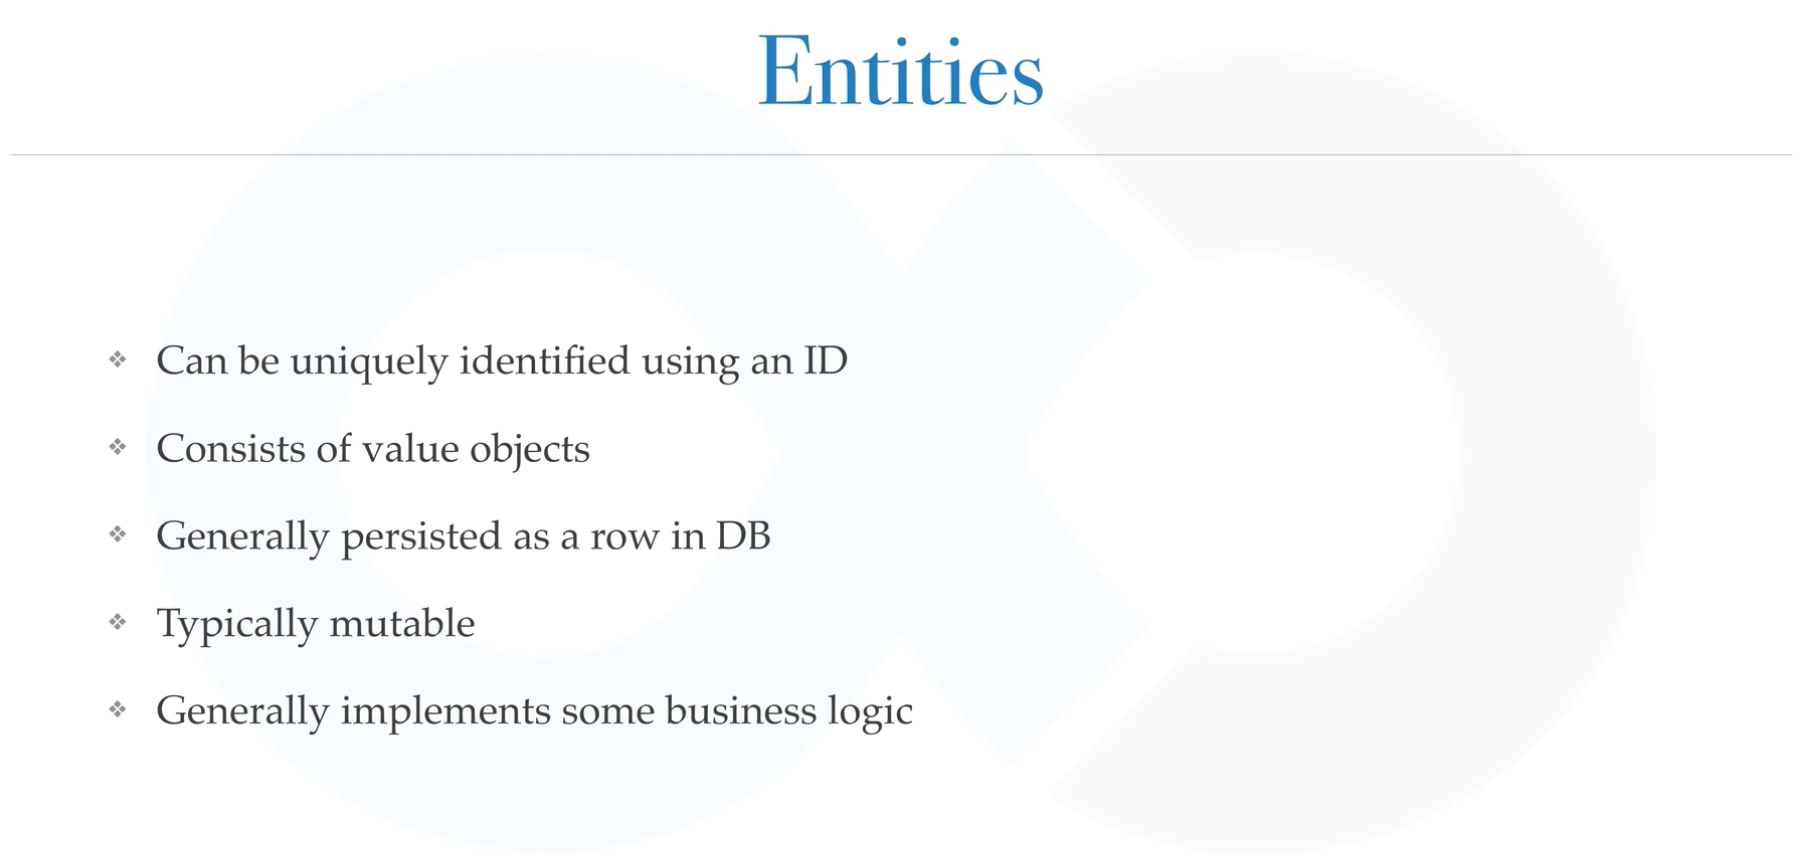 Entities
❖ Can be uniquely identified using an ID
❖ Consists of value objects
❖ Generally persisted as a row in DB
❖ Typically mutable
❖ Generally implements some business logic